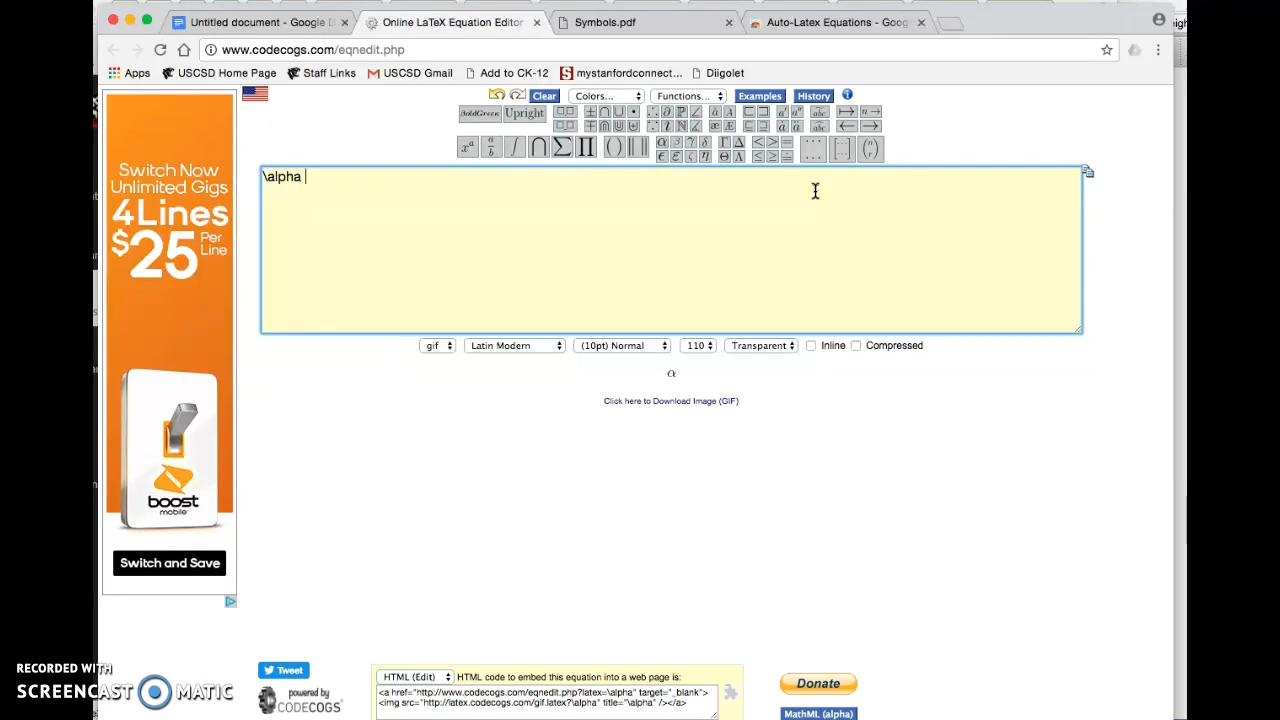 Untitled document - Google D
Online LaTeX Equation Editor
Symbols.pdf
Auto-Latex Equations - Goog
www.codecogs.com/eqnedit.php
Apps
USCSD Home Page
Staff Links
USCSD Gmail
Add to CK-12
mystanfordconnect...
Diigolet
Clear
Colors...
Functions...
Examples
History
BoldGreen
Upright
\alpha
Switch Now
Unlimited Gigs
4Lines
$25 Per Line
boost
mobile
Switch and Save
gif
Latin Modern
(10pt) Normal
110
Transparent
Inline
Compressed
α
Click here to Download Image (GIF)
Tweet
powered by
CODECOGS
HTML (Edit)
HTML code to embed this equation into a web page is:
<a href="http://www.codecogs.com/eqnedit.php?latex=\alpha" target="_blank">
<img src="http://latex.codecogs.com/gif.latex?\alpha" title="\alpha" /></a>
Donate
MathML (alpha)
RECORDED WITH
SCREENCAST MATIC